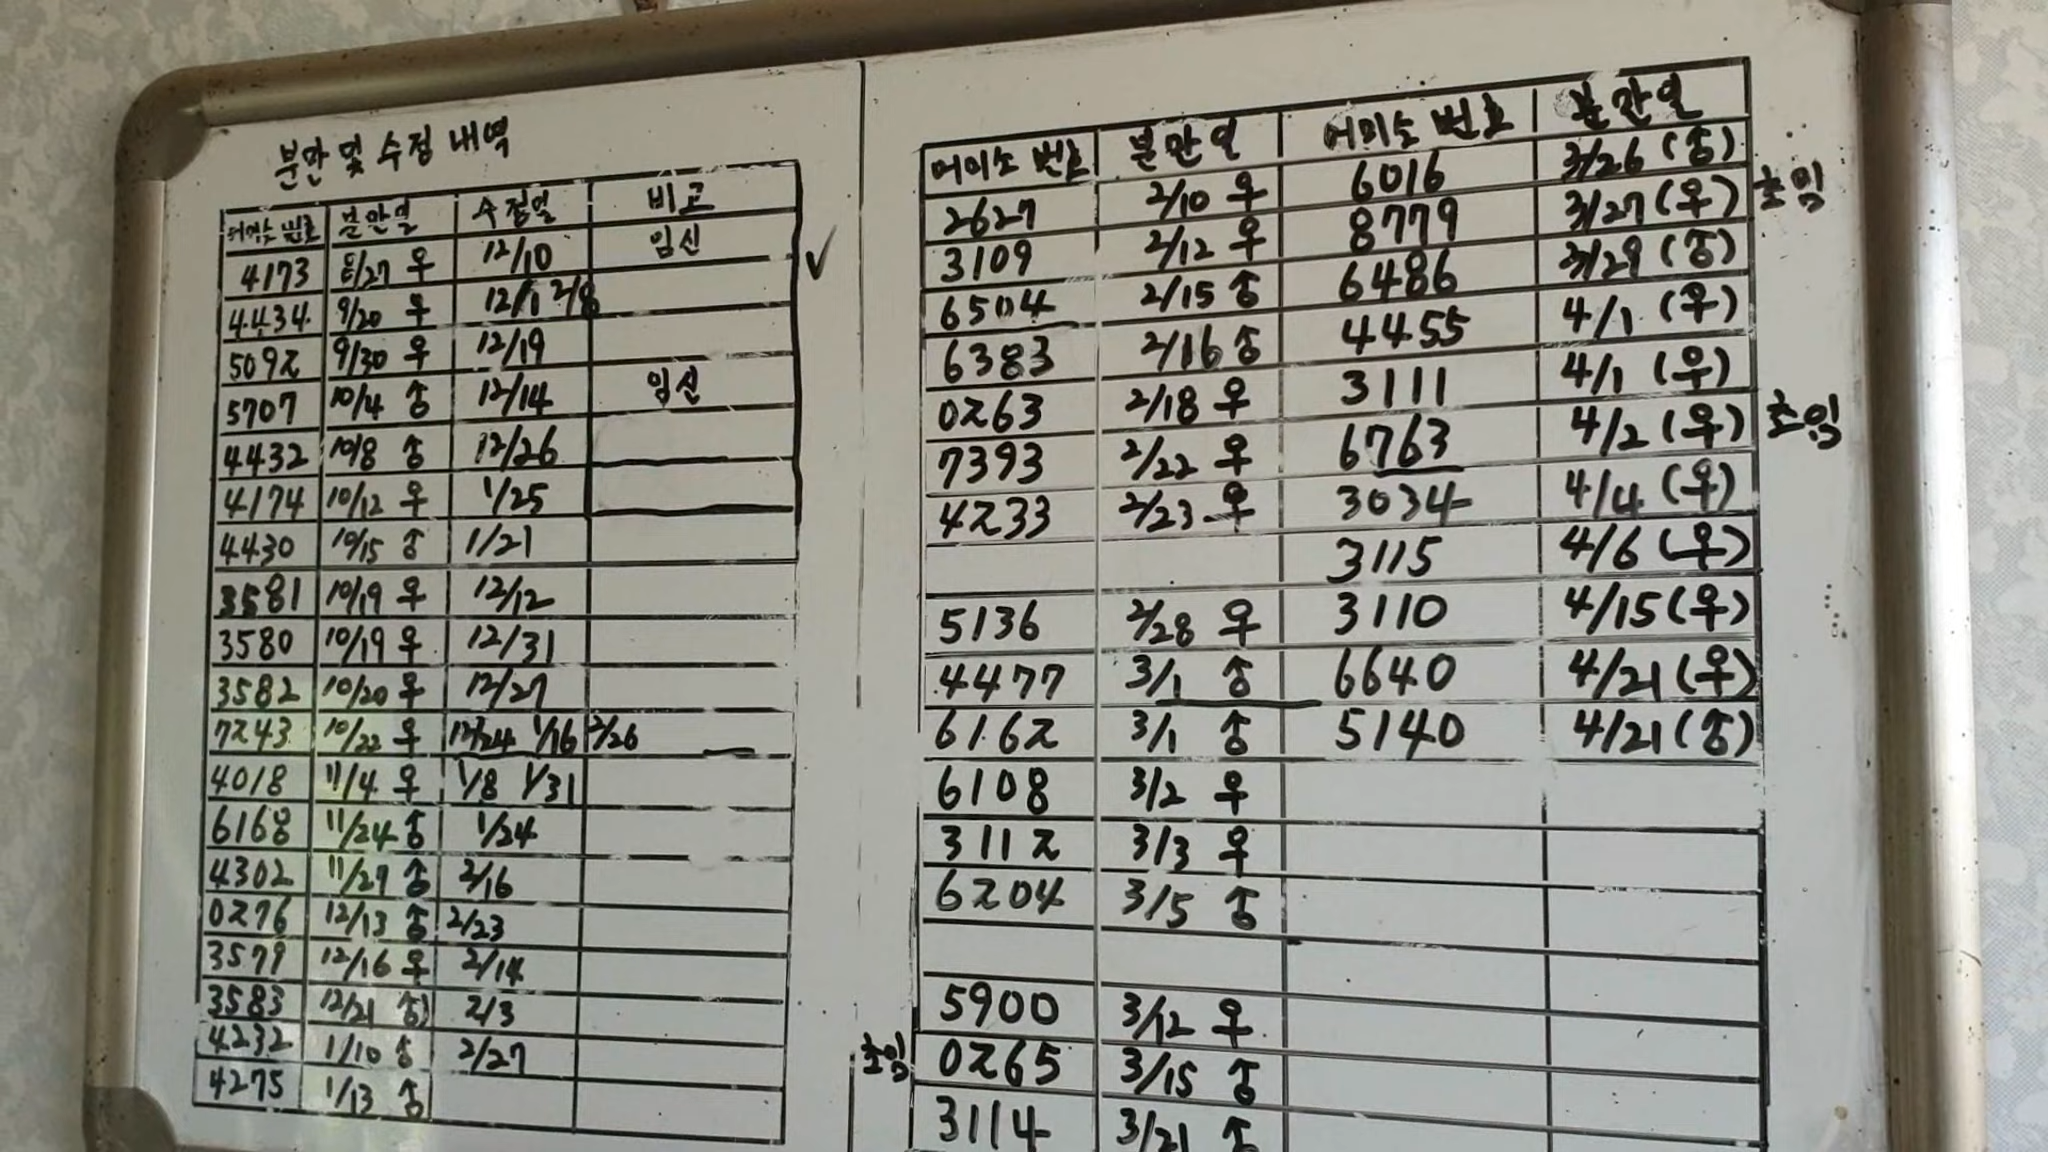 분만 및 수정 내역
어미소 번호 분만일 수정일 비고
4173 8/27 우 12/10 임신 ✓
4434 9/20 우 12/1 2/8
5092 9/30 우 12/19
5707 10/4 송 12/14 임신
4432 10/8 송 12/26
4174 10/12 우 1/25
4430 10/15 송 1/21
3581 10/19 우 12/12
3580 10/19 우 12/31
3582 10/20 우 12/27
7243 10/22 우 12/24 1/16 2/26
4018 11/4 우 1/8 1/31
6168 11/24 송 1/24
4302 11/27 송 2/16
0276 12/13 송 2/23
3579 12/16 우 2/14
3583 12/21 송 2/3
4232 1/10 송 2/27
4275 1/13 송
어미소 번호 분만일 어미소 번호 분만일
2627 2/10 우 6016 3/26 (송)
3109 2/12 우 8779 3/27 (우) 초임
6504 2/15 송 6486 3/29 (송)
6383 2/16 송 4455 4/1 (우)
0263 2/18 우 3111 4/1 (우)
7393 2/22 우 6763 4/2 (우) 초임
4233 2/23 우 3034 4/4 (우)
3115 4/6 (우)
5136 2/28 우 3110 4/15 (우)
4477 3/1 송 6640 4/21 (우)
6162 3/1 송 5140 4/21 (송)
6108 3/2 우
3112 3/3 우
6204 3/5 송
5900 3/12 우
초임 0265 3/15 송
3114 3/21 송